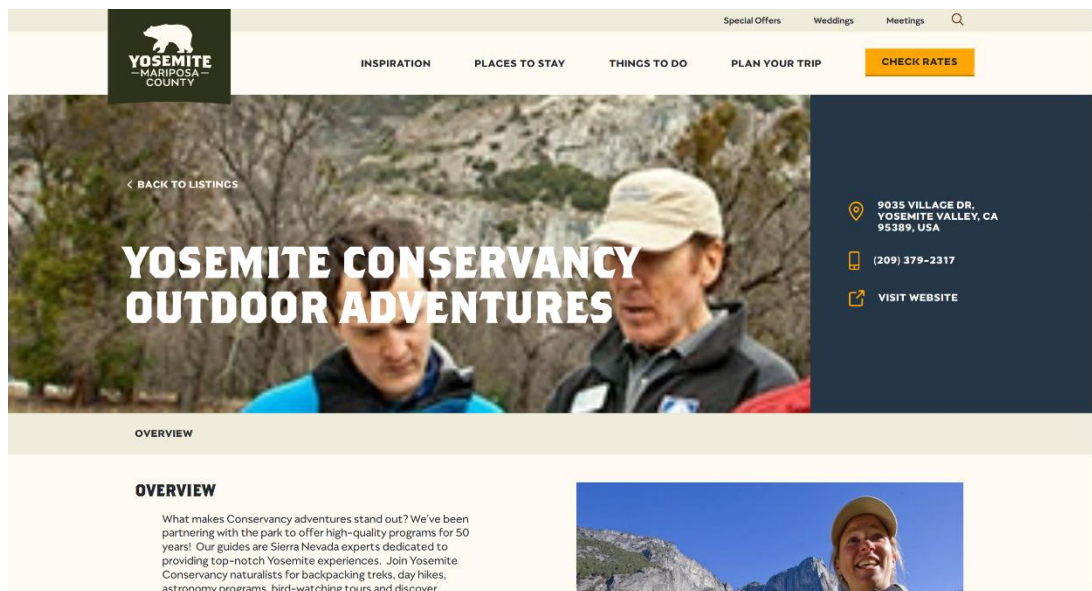 Special Offers Weddings Meetings
YOSEMITE
MARIPOSA
COUNTY
INSPIRATION PLACES TO STAY THINGS TO DO PLAN YOUR TRIP CHECK RATES
< BACK TO LISTINGS
YOSEMITE CONSERVANCY
OUTDOOR ADVENTURES
9035 VILLAGE DR,
YOSEMITE VALLEY, CA
95389, USA
(209) 379-2317
VISIT WEBSITE
OVERVIEW
OVERVIEW
What makes Conservancy adventures stand out? We've been
partnering with the park to offer high-quality programs for 50
years! Our guides are Sierra Nevada experts dedicated to
providing top-notch Yosemite experiences. Join Yosemite
Conservancy naturalists for backpacking treks, day hikes,
astronomy programs, bird-watching tours and discover